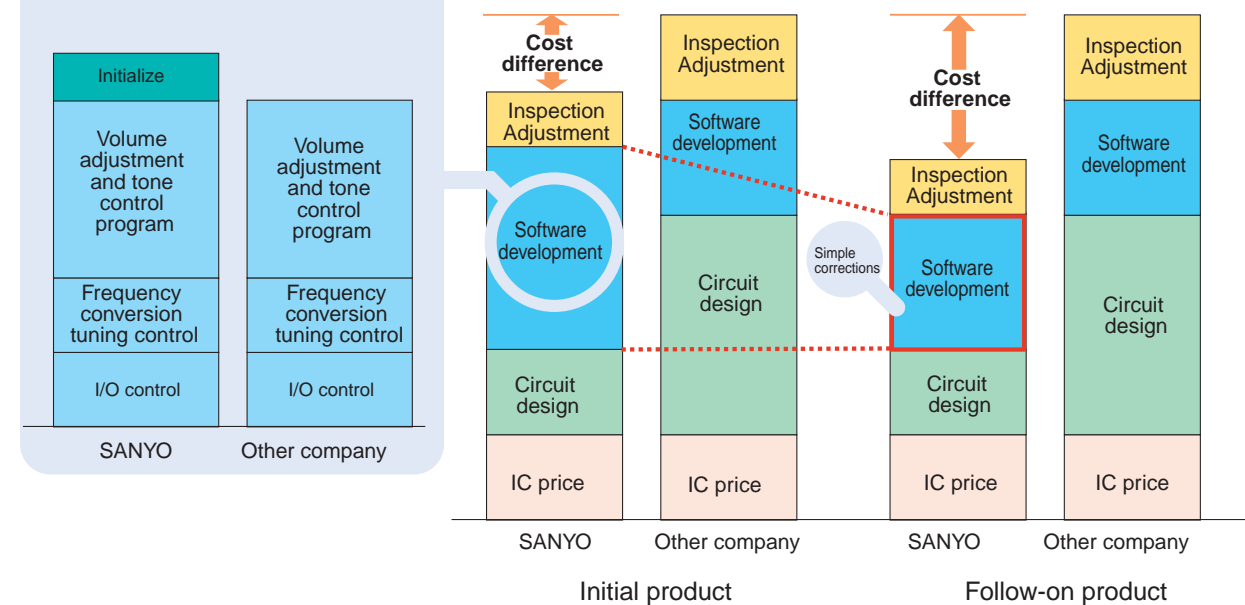 Initialize
Volume
adjustment
and tone
control
program
Frequency
conversion
tuning control
I/O control
SANYO
Volume
adjustment
and tone
control
program
Frequency
conversion
tuning control
I/O control
Other company
Cost
difference
Inspection
Adjustment
Software
development
Circuit
design
IC price
SANYO
Inspection
Adjustment
Software
development
Circuit
design
IC price
Other company
Initial product
Simple
corrections
Cost
difference
Inspection
Adjustment
Software
development
Circuit
design
IC price
SANYO
Inspection
Adjustment
Software
development
Circuit
design
IC price
Other company
Follow-on product